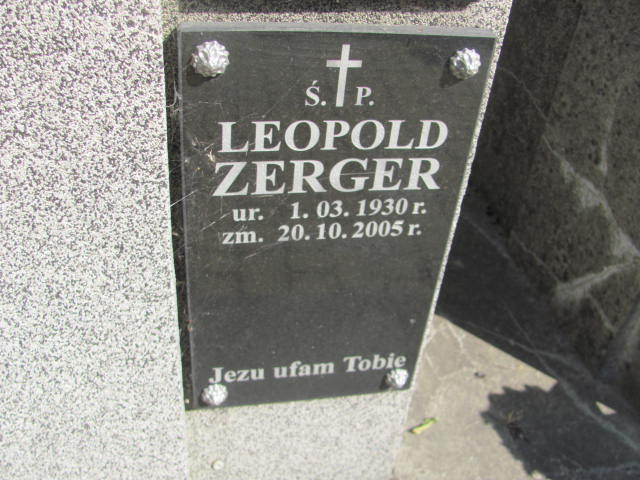 Ś. P.
LEOPOLD
ZERGER
ur. 1. 03. 1930 r.
zm. 20. 10. 2005 r.
Jezu ufam Tobie